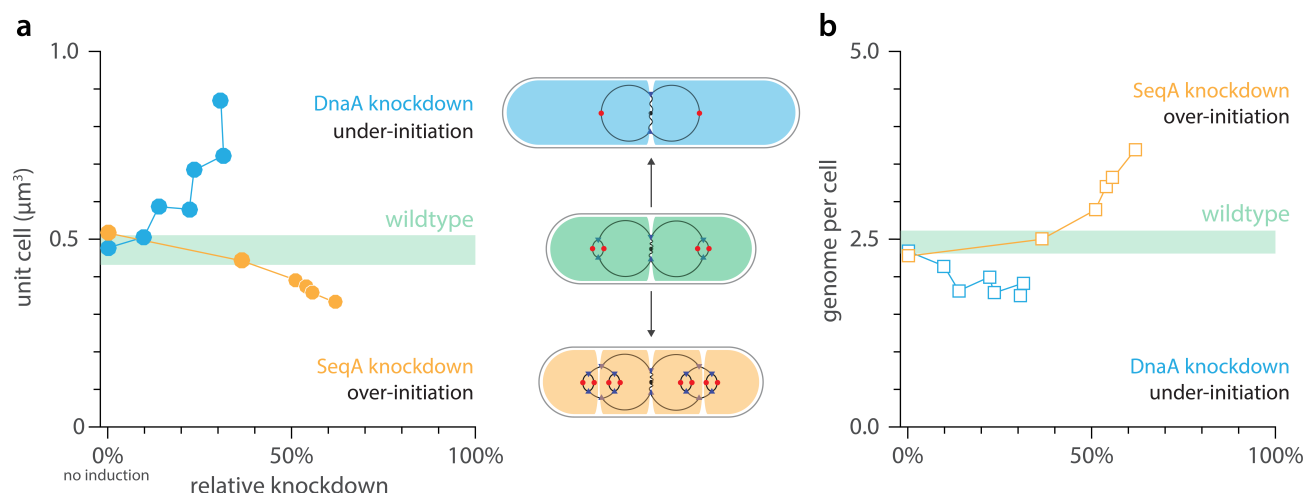 a
1.0
0.5
0
unit cell (μm³)
DnaA knockdown
under-initiation
wildtype
SeqA knockdown
over-initiation
0%
50%
100%
no induction
relative knockdown
b
5.0
2.5
0.0
genome per cell
SeqA knockdown
over-initiation
wildtype
DnaA knockdown
under-initiation
0%
50%
100%